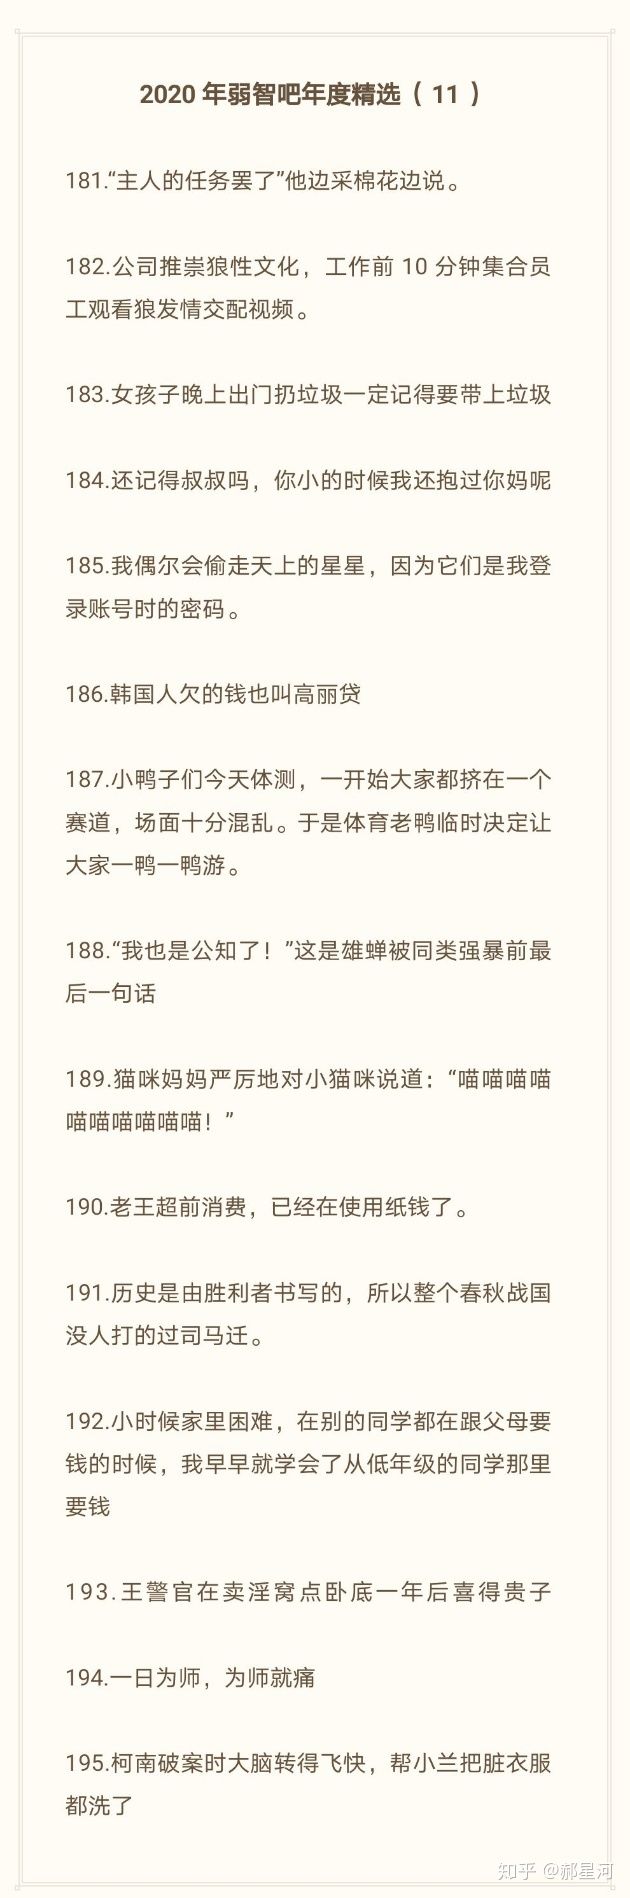 2020 年弱智吧年度精选（ 11 ）
181.“主人的任务罢了”他边采棉花边说。
182.公司推崇狼性文化，工作前 10 分钟集合员
工观看狼发情交配视频。
183.女孩子晚上出门扔垃圾一定记得要带上垃圾
184.还记得叔叔吗，你小的时候我还抱过你妈呢
185.我偶尔会偷走天上的星星，因为它们是我登
录账号时的密码。
186.韩国人欠的钱也叫高丽贷
187.小鸭子们今天体测，一开始大家都挤在一个
赛道，场面十分混乱。于是体育老鸭临时决定让
大家一鸭一鸭游。
188.“我也是公知了！”这是雄蝉被同类强暴前最
后一句话
189.猫咪妈妈严厉地对小猫咪说道：“喵喵喵喵
喵喵喵喵喵喵！”
190.老王超前消费，已经在使用纸钱了。
191.历史是由胜利者书写的，所以整个春秋战国
没人打的过司马迁。
192.小时候家里困难，在别的同学都在跟父母要
钱的时候，我早早就学会了从低年级的同学那里
要钱
193.王警官在卖淫窝点卧底一年后喜得贵子
194.一日为师，为师就痛
195.柯南破案时大脑转得飞快，帮小兰把脏衣服
都洗了
知乎 @郝星河